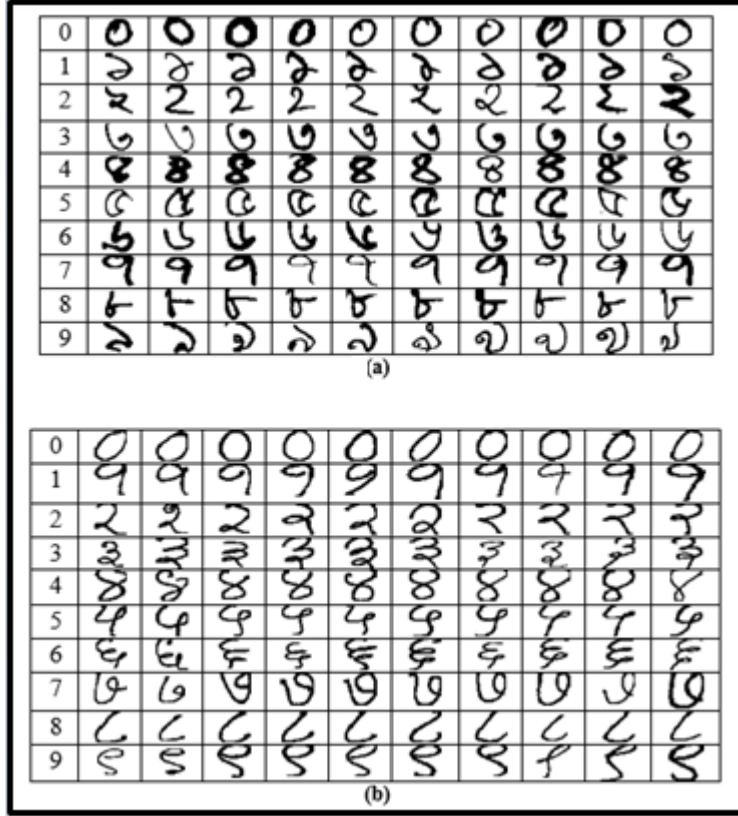 0 ০ ০ ০ ০ ০ ০ ০ ০ ০ ০
1 ১ ১ ১ ১ ১ ১ ১ ১ ১ ১
2 ২ ২ ২ ২ ২ ২ ২ ২ ২ ২
3 ৩ ৩ ৩ ৩ ৩ ৩ ৩ ৩ ৩ ৩
4 ৪ ৪ ৪ ৪ ৪ ৪ ৪ ৪ ৪ ৪
5 ৫ ৫ ৫ ৫ ৫ ৫ ৫ ৫ ৫ ৫
6 ৬ ৬ ৬ ৬ ৬ ৬ ৬ ৬ ৬ ৬
7 ৭ ৭ ৭ ৭ ৭ ৭ ৭ ৭ ৭ ৭
8 ৮ ৮ ৮ ৮ ৮ ৮ ৮ ৮ ৮ ৮
9 ৯ ৯ ৯ ৯ ৯ ৯ ৯ ৯ ৯ ৯
(a)
0 ० ० ० ० ० ० ० ० ० ०
1 १ १ १ १ १ १ १ १ १ १
2 २ २ २ २ २ २ २ २ २ २
3 ३ ३ ३ ३ ३ ३ ३ ३ ३ ३
4 ४ ४ ४ ४ ४ ४ ४ ४ ४ ४
5 ५ ५ ५ ५ ५ ५ ५ ५ ५ ५
6 ६ ६ ६ ६ ६ ६ ६ ६ ६ ६
7 ७ ७ ७ ७ ७ ७ ७ ७ ७ ७
8 ८ ८ ८ ८ ८ ८ ८ ८ ८ ८
9 ९ ९ ९ ९ ९ ९ ९ ९ ९ ९
(b)